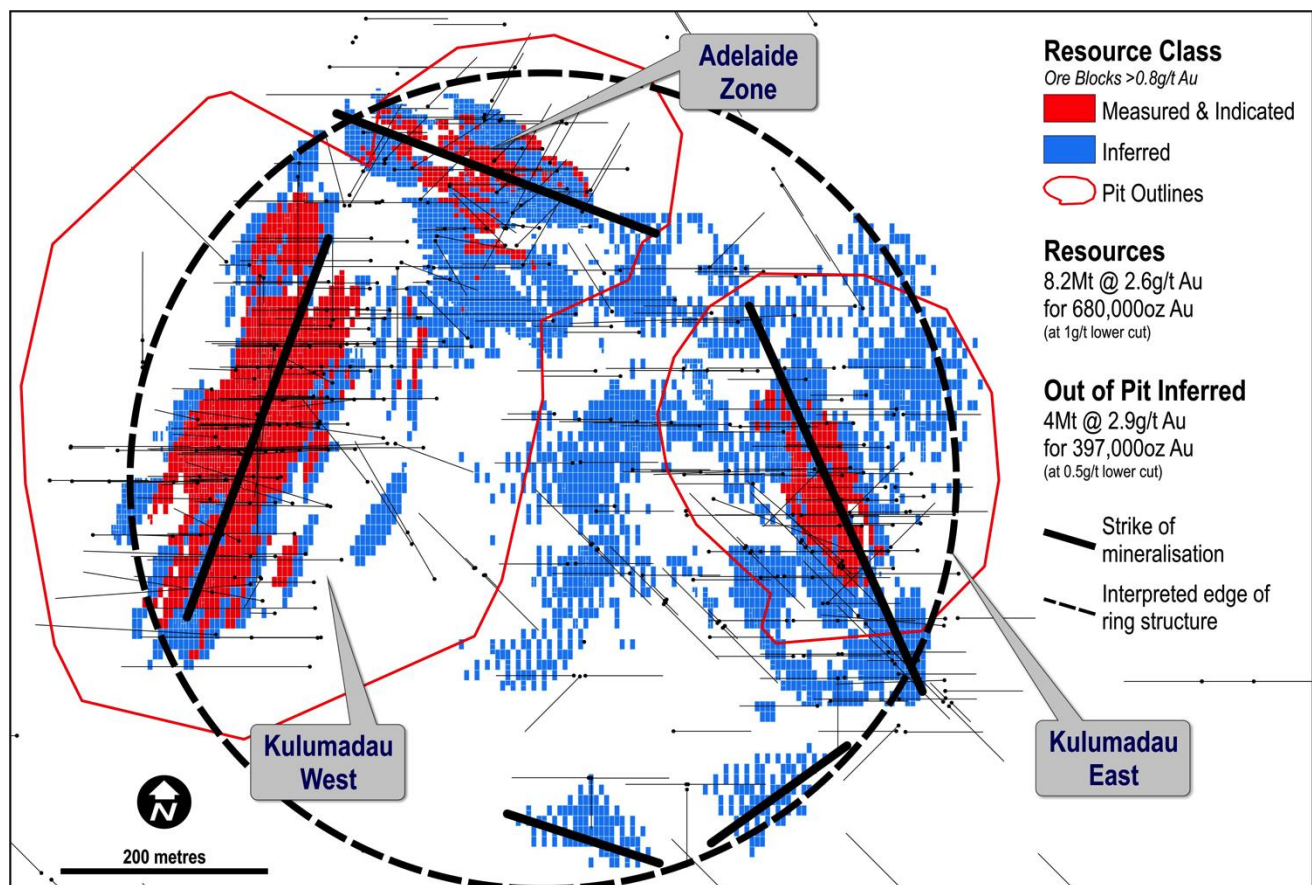 Adelaide
Zone
Resource Class
Ore Blocks >0.8g/t Au
Measured & Indicated
Inferred
Pit Outlines
Resources
8.2Mt @ 2.6g/t Au
for 680,000oz Au
(at 1g/t lower cut)
Out of Pit Inferred
4Mt @ 2.9g/t Au
for 397,000oz Au
(at 0.5g/t lower cut)
Strike of
mineralisation
Interpreted edge of
ring structure
Kulumadau
West
Kulumadau
East
N
200 metres